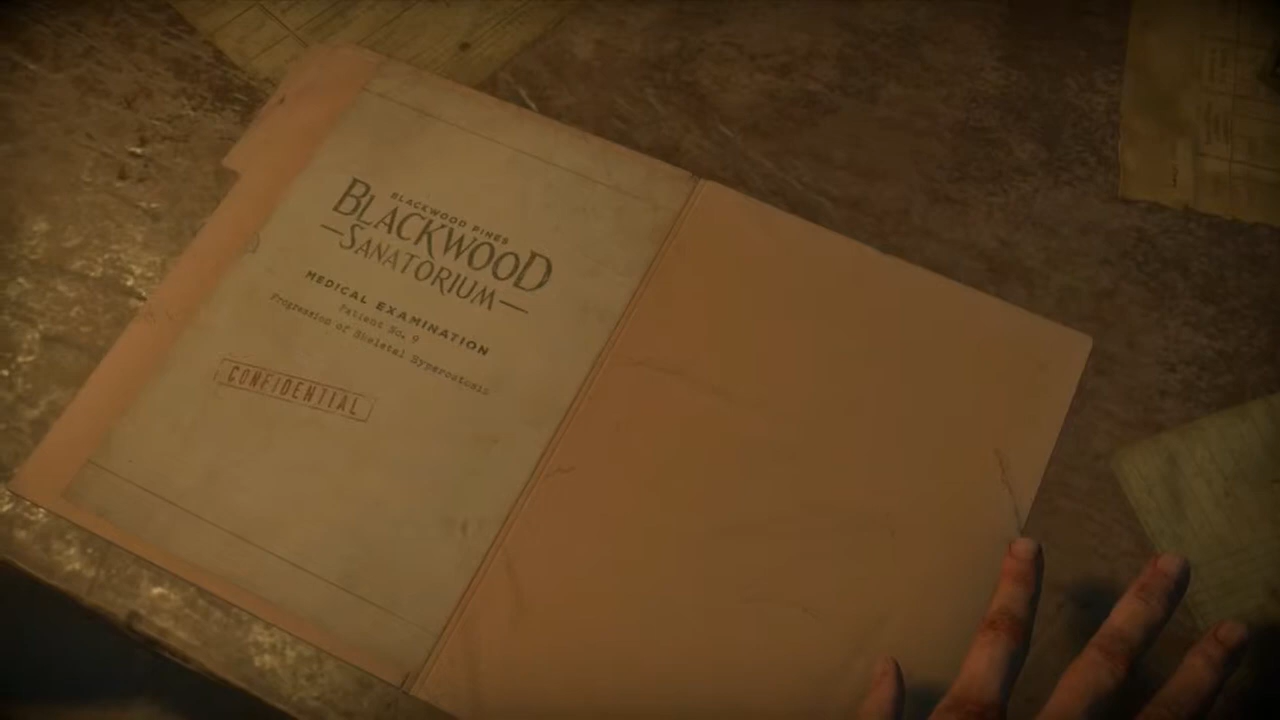 BLACKWOOD PINES
BLACKWOOD
SANATORIUM
MEDICAL EXAMINATION
Patient No. 9
Progression of Skeletal Hyperostosis
CONFIDENTIAL